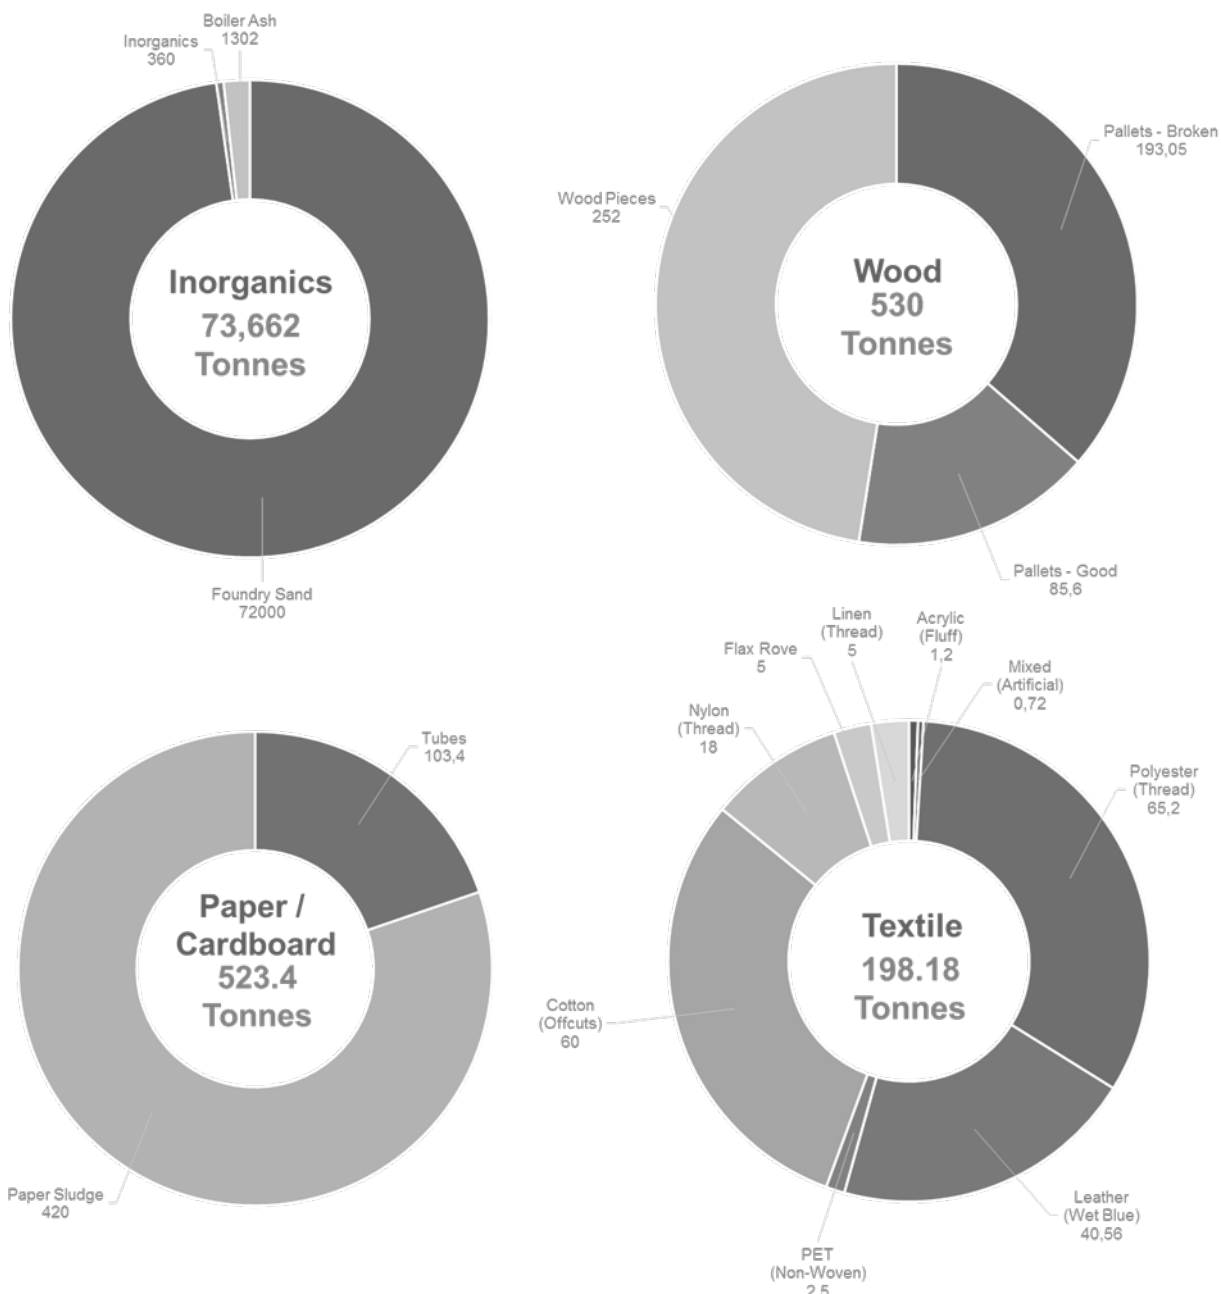 Boiler Ash
1302
Inorganics
360
Inorganics
73,662
Tonnes
Foundry Sand
72000
Pallets - Broken
193,05
Wood Pieces
252
Wood
530
Tonnes
Pallets - Good
85,6
Tubes
103,4
Paper /
Cardboard
523.4
Tonnes
Paper Sludge
420
Linen
(Thread)
5
Acrylic
(Fluff)
1,2
Flax Rove
5
Mixed
(Artificial)
0,72
Nylon
(Thread)
18
Polyester
(Thread)
65,2
Textile
198.18
Tonnes
Cotton
(Offcuts)
60
Leather
(Wet Blue)
40,56
PET
(Non-Woven)
2,5